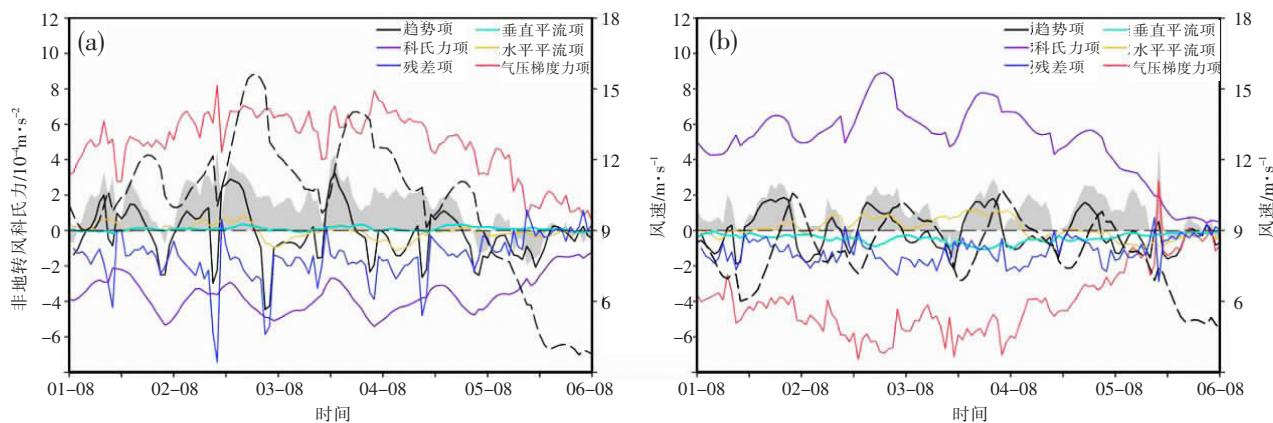 (a)
趋势项
垂直平流项
科氏力项
水平平流项
残差项
气压梯度力项
非地转风科氏力/10⁻⁴m·s⁻²
12
10
8
6
4
2
0
-2
-4
-6
18
15
12
9
6
风速/m·s⁻¹
01-08
02-08
03-08
04-08
05-08
06-08
时间
(b)
趋势项
垂直平流项
科氏力项
水平平流项
残差项
气压梯度力项
12
10
8
6
4
2
0
-2
-4
-6
18
15
12
9
6
风速/m·s⁻¹
01-08
02-08
03-08
04-08
05-08
06-08
时间